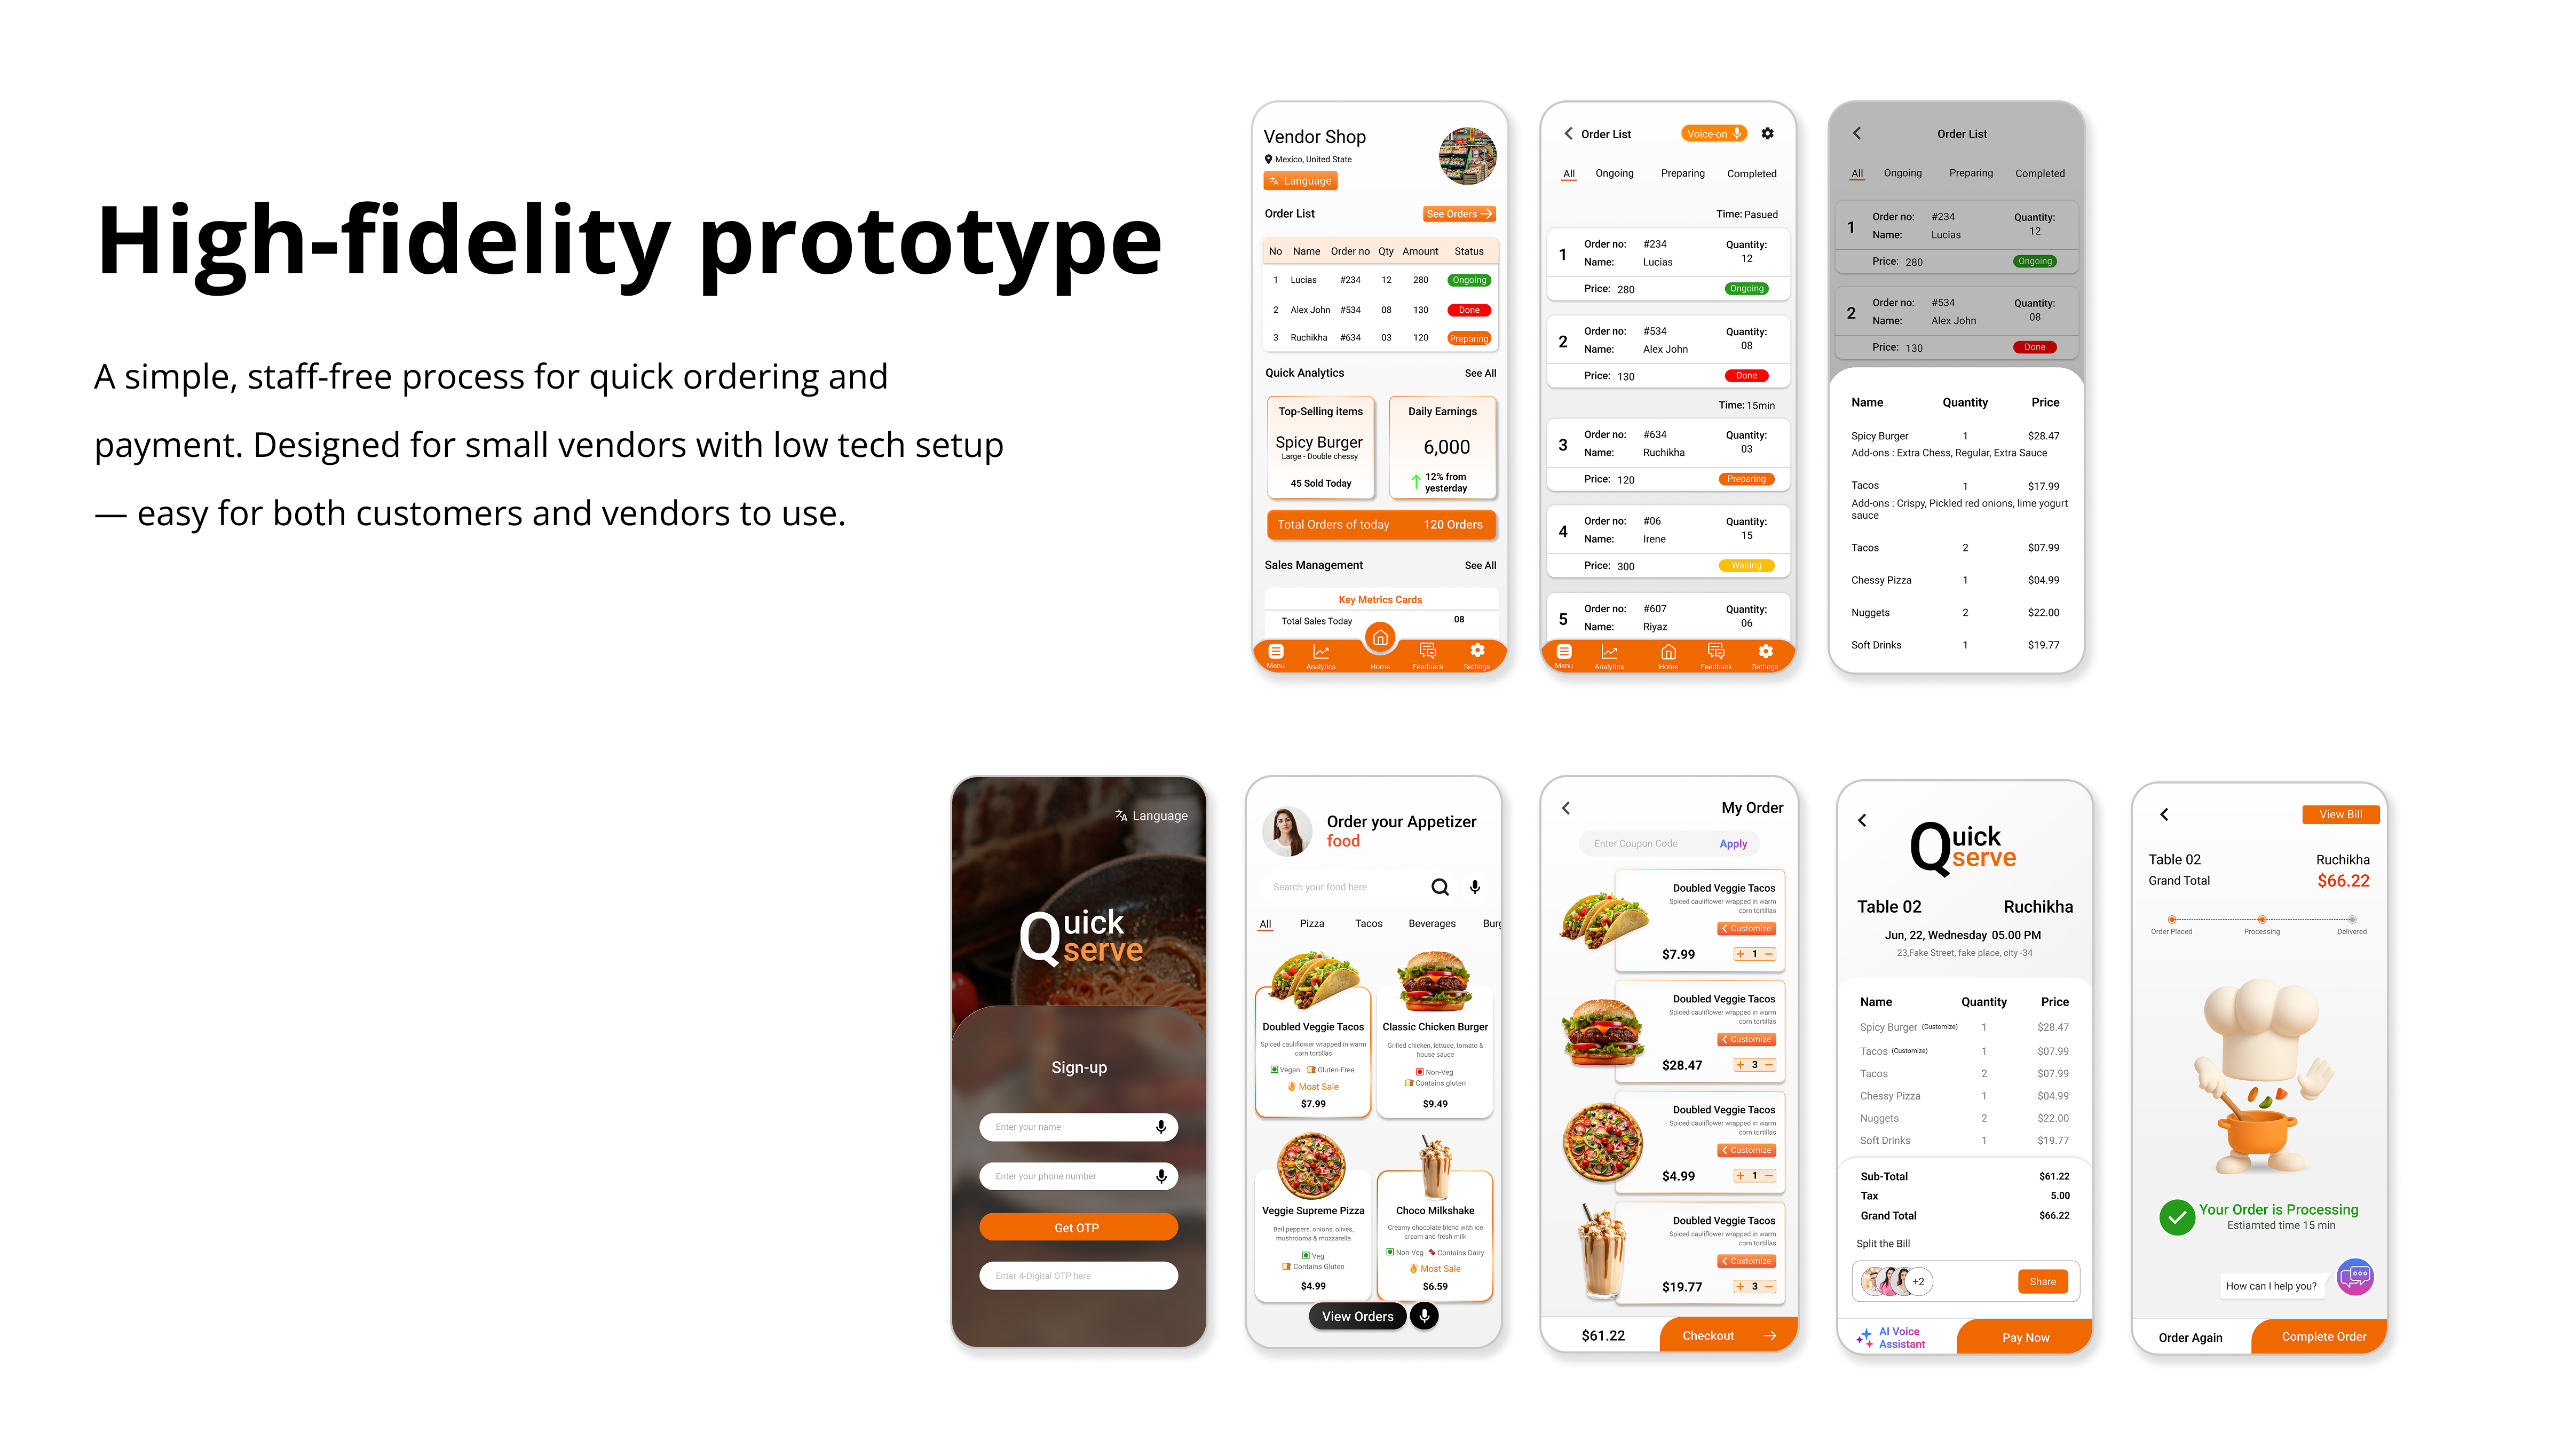 High-fidelity prototype
A simple, staff-free process for quick ordering and
payment. Designed for small vendors with low tech setup
— easy for both customers and vendors to use.
Vendor Shop
Mexico, United State
Language
Order List
See Orders
No Name Order no Qty Amount Status
1 Lucias #234 12 280 Ongoing
2 Alex John #534 08 130 Done
3 Ruchikha #634 03 120 Preparing
Quick Analytics See All
Top-Selling items
Spicy Burger
Large - Double chessy
45 Sold Today
Daily Earnings
6,000
12% from
yesterday
Total Orders of today 120 Orders
Sales Management See All
Key Metrics Cards
Total Sales Today 08
Menu Analytics Home Feedback Settings
Order List Voice-on
All Ongoing Preparing Completed
Time: Pasued
1 Order no: #234 Quantity:
Name: Lucias 12
Price: 280 Ongoing
2 Order no: #534 Quantity:
Name: Alex John 08
Price: 130 Done
Time: 15min
3 Order no: #634 Quantity:
Name: Ruchikha 03
Price: 120 Preparing
4 Order no: #06 Quantity:
Name: Irene 15
Price: 300 Waiting
5 Order no: #607 Quantity:
Name: Riyaz 06
Menu Analytics Home Feedback Settings
Order List
All Ongoing Preparing Completed
1 Order no: #234 Quantity:
Name: Lucias 12
Price: 280 Ongoing
2 Order no: #534 Quantity:
Name: Alex John 08
Price: 130 Done
Name Quantity Price
Spicy Burger 1 $28.47
Add-ons : Extra Chess, Regular, Extra Sauce
Tacos 1 $17.99
Add-ons : Crispy, Pickled red onions, lime yogurt
sauce
Tacos 2 $07.99
Chessy Pizza 1 $04.99
Nuggets 2 $22.00
Soft Drinks 1 $19.77
Language
Quick
serve
Sign-up
Enter your name
Enter your phone number
Get OTP
Enter 4-Digital OTP here
Order your Appetizer
food
Search your food here
All Pizza Tacos Beverages Burg
Doubled Veggie Tacos
Spiced cauliflower wrapped in warm
corn tortillas
Vegan Gluten-Free
Most Sale
$7.99
Classic Chicken Burger
Grilled chicken, lettuce, tomato &
house sauce
Non-Veg
Contains gluten
$9.49
Veggie Supreme Pizza
Bell peppers, onions, olives,
mushrooms & mozzarella
Veg
Contains Gluten
$4.99
Choco Milkshake
Creamy chocolate blend with ice
cream and fresh milk
Non-Veg Contains Dairy
Most Sale
$6.59
View Orders
My Order
Enter Coupon Code Apply
Doubled Veggie Tacos
Spiced cauliflower wrapped in warm
corn tortillas
Customize
$7.99 + 1 −
Doubled Veggie Tacos
Spiced cauliflower wrapped in warm
corn tortillas
Customize
$28.47 + 3 −
Doubled Veggie Tacos
Spiced cauliflower wrapped in warm
corn tortillas
Customize
$4.99 + 1 −
Doubled Veggie Tacos
Spiced cauliflower wrapped in warm
corn tortillas
Customize
$19.77 + 3 −
$61.22 Checkout
Quick
serve
Table 02 Ruchikha
Jun, 22, Wednesday 05.00 PM
23,Fake Street, fake place, city -34
Name Quantity Price
Spicy Burger (Customize) 1 $28.47
Tacos (Customize) 1 $07.99
Tacos 2 $07.99
Chessy Pizza 1 $04.99
Nuggets 2 $22.00
Soft Drinks 1 $19.77
Sub-Total $61.22
Tax 5.00
Grand Total $66.22
Split the Bill
+2 Share
AI Voice
Assistant
Pay Now
View Bill
Table 02 Ruchikha
Grand Total $66.22
Order Placed Processing Delivered
Your Order is Processing
Estiamted time 15 min
How can I help you?
Order Again Complete Order